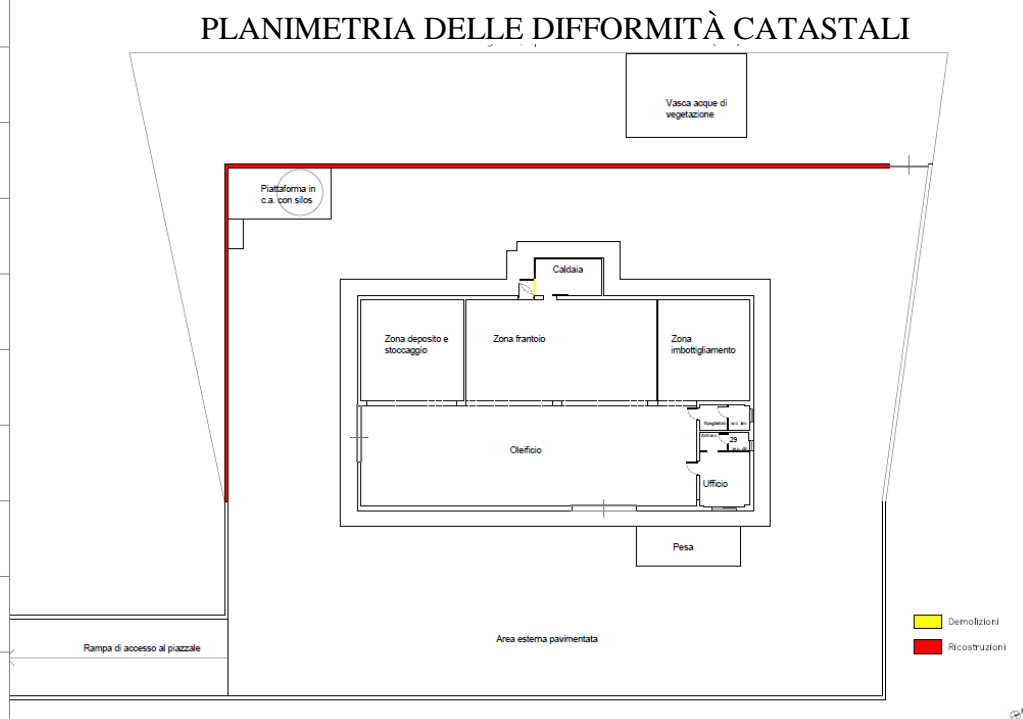 PLANIMETRIA DELLE DIFFORMITÀ CATASTALI
Vasca acque di
vegetazione
Piattaforma in
c.a. con silos
Caldaia
Zona deposito e
stoccaggio
Zona frantoio
Zona
imbottigliamento
Oleificio
29
Ufficio
Pesa
Area esterna pavimentata
Rampa di accesso al piazzale
Demolizioni
Ricostruzioni